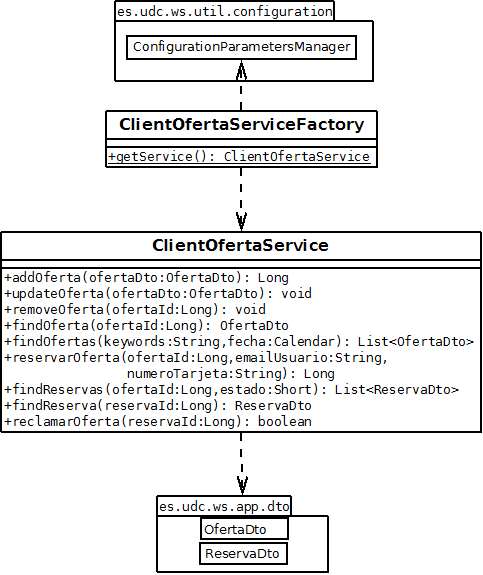 es.udc.ws.util.configuration
ConfigurationParametersManager
ClientOfertaServiceFactory
+getService(): ClientOfertaService
ClientOfertaService
+addOferta(ofertaDto:OfertaDto): Long
+updateOferta(ofertaDto:OfertaDto): void
+removeOferta(ofertaId:Long): void
+findOferta(ofertaId:Long): OfertaDto
+findOfertas(keywords:String,fecha:Calendar): List<OfertaDto>
+reservarOferta(ofertaId:Long,emailUsuario:String,
numeroTarjeta:String): Long
+findReservas(ofertaId:Long,estado:Short): List<ReservaDto>
+findReserva(reservaId:Long): ReservaDto
+reclamarOferta(reservaId:Long): boolean
es.udc.ws.app.dto
OfertaDto
ReservaDto